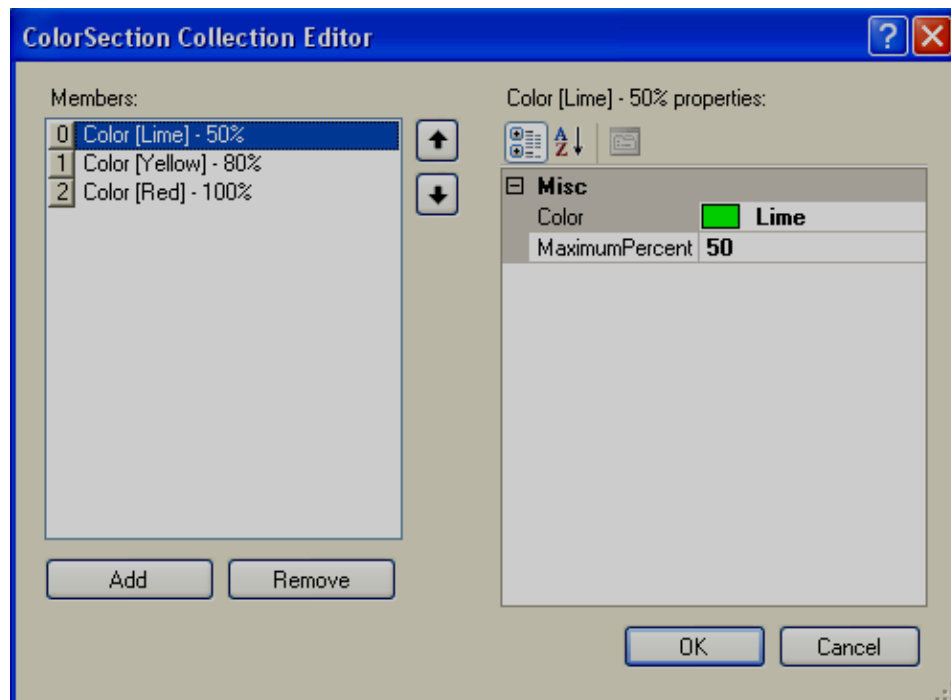 ColorSection Collection Editor
Members:
0 Color [Lime] - 50%
1 Color [Yellow] - 80%
2 Color [Red] - 100%
Add
Remove
Color [Lime] - 50% properties:
A
Z
Misc
Color Lime
MaximumPercent 50
OK
Cancel